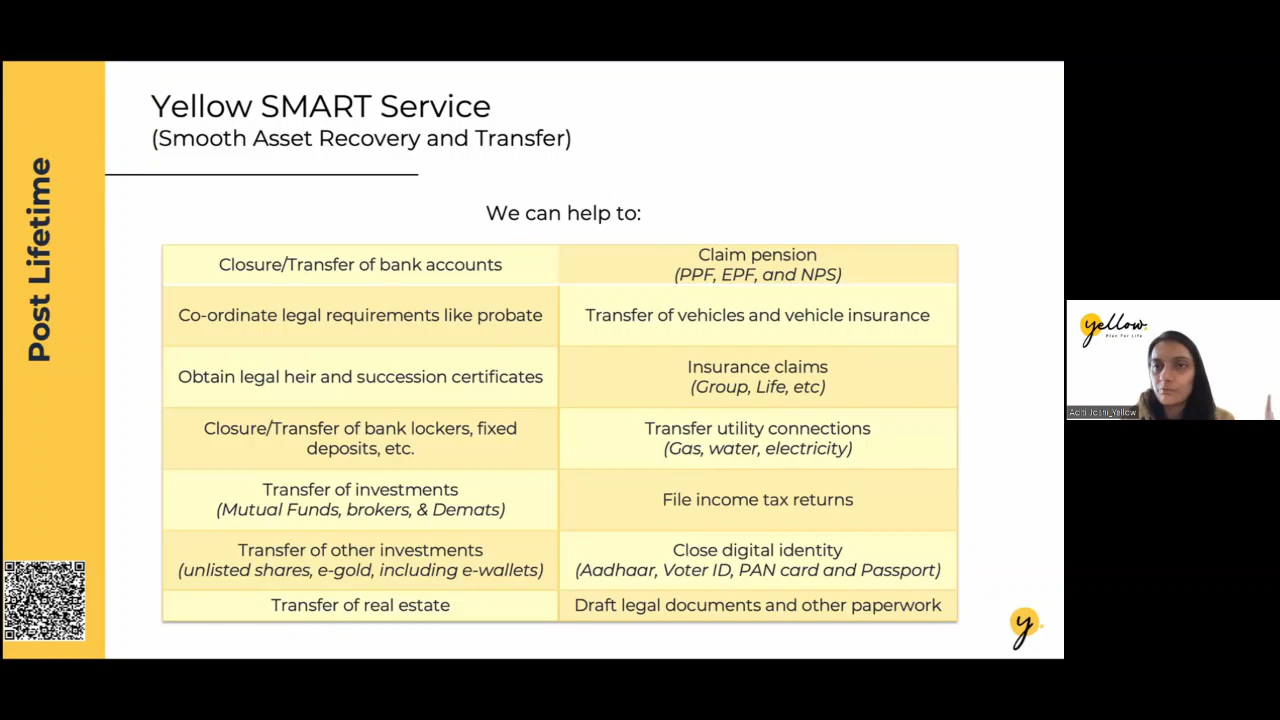 Post Lifetime
Yellow SMART Service
(Smooth Asset Recovery and Transfer)
We can help to:
Closure/Transfer of bank accounts
Claim pension
(PPF, EPF, and NPS)
Co-ordinate legal requirements like probate
Transfer of vehicles and vehicle insurance
Obtain legal heir and succession certificates
Insurance claims
(Group, Life, etc)
Closure/Transfer of bank lockers, fixed
deposits, etc.
Transfer utility connections
(Gas, water, electricity)
Transfer of investments
(Mutual Funds, brokers, & Demats)
File income tax returns
Transfer of other investments
(unlisted shares, e-gold, including e-wallets)
Close digital identity
(Aadhaar, Voter ID, PAN card and Passport)
Transfer of real estate
Draft legal documents and other paperwork
y.
yellow.
Plan For Life